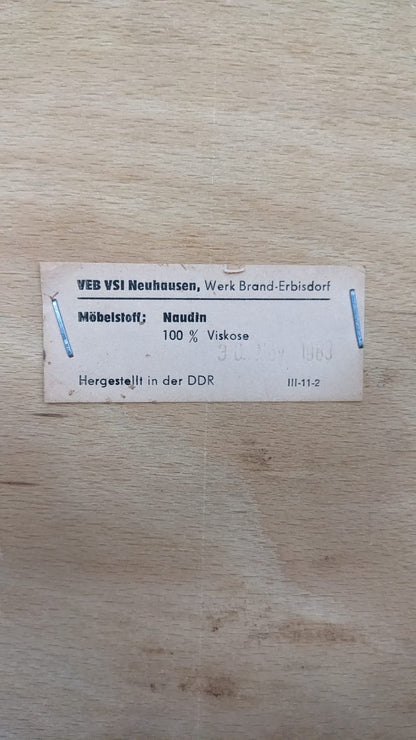 VEB VSI Neuhausen, Werk Brand-Erbisdorf
Möbelstoff: Naudin
100 % Viskose
Hergestellt in der DDR III-11-2